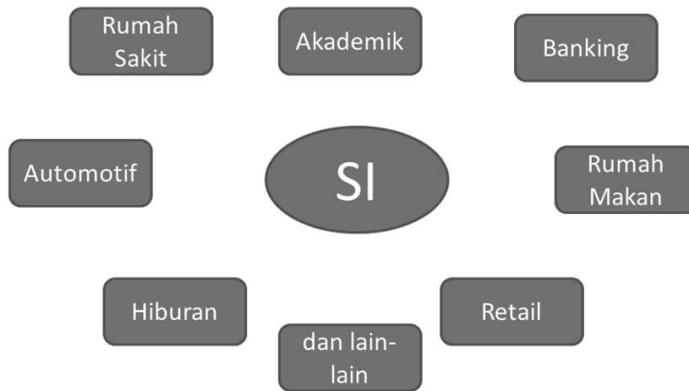 Rumah
Sakit
Akademik
Banking
Automotif
SI
Rumah
Makan
Hiburan
Retail
dan lain-
lain